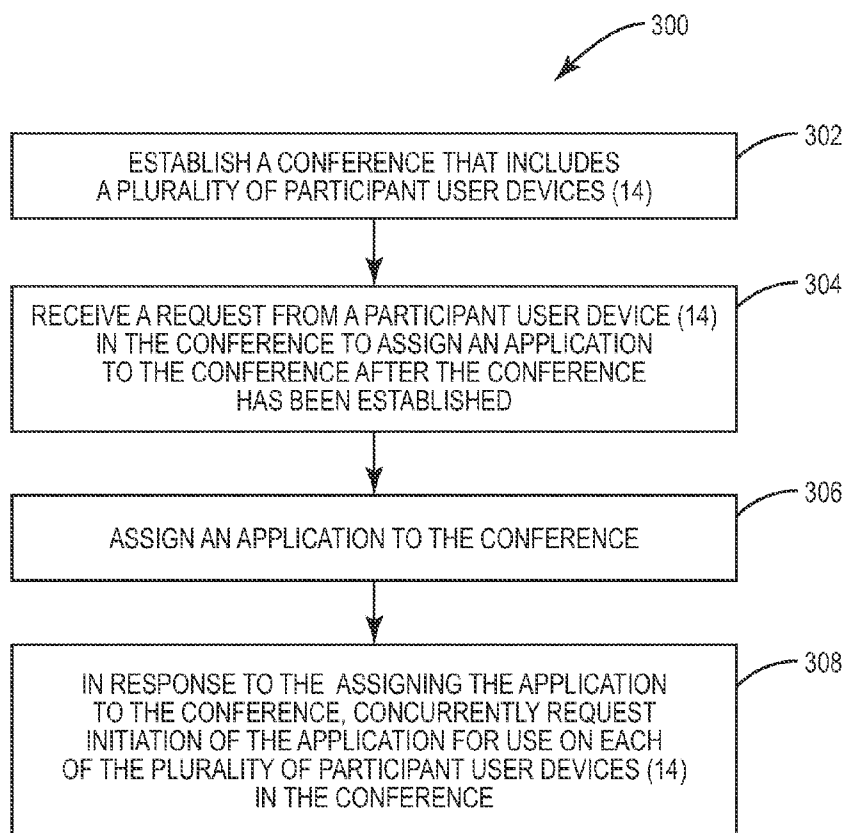 300
302
ESTABLISH A CONFERENCE THAT INCLUDES
A PLURALITY OF PARTICIPANT USER DEVICES (14)
304
RECEIVE A REQUEST FROM A PARTICIPANT USER DEVICE (14)
IN THE CONFERENCE TO ASSIGN AN APPLICATION
TO THE CONFERENCE AFTER THE CONFERENCE
HAS BEEN ESTABLISHED
306
ASSIGN AN APPLICATION TO THE CONFERENCE
308
IN RESPONSE TO THE ASSIGNING THE APPLICATION
TO THE CONFERENCE, CONCURRENTLY REQUEST
INITIATION OF THE APPLICATION FOR USE ON EACH
OF THE PLURALITY OF PARTICIPANT USER DEVICES (14)
IN THE CONFERENCE